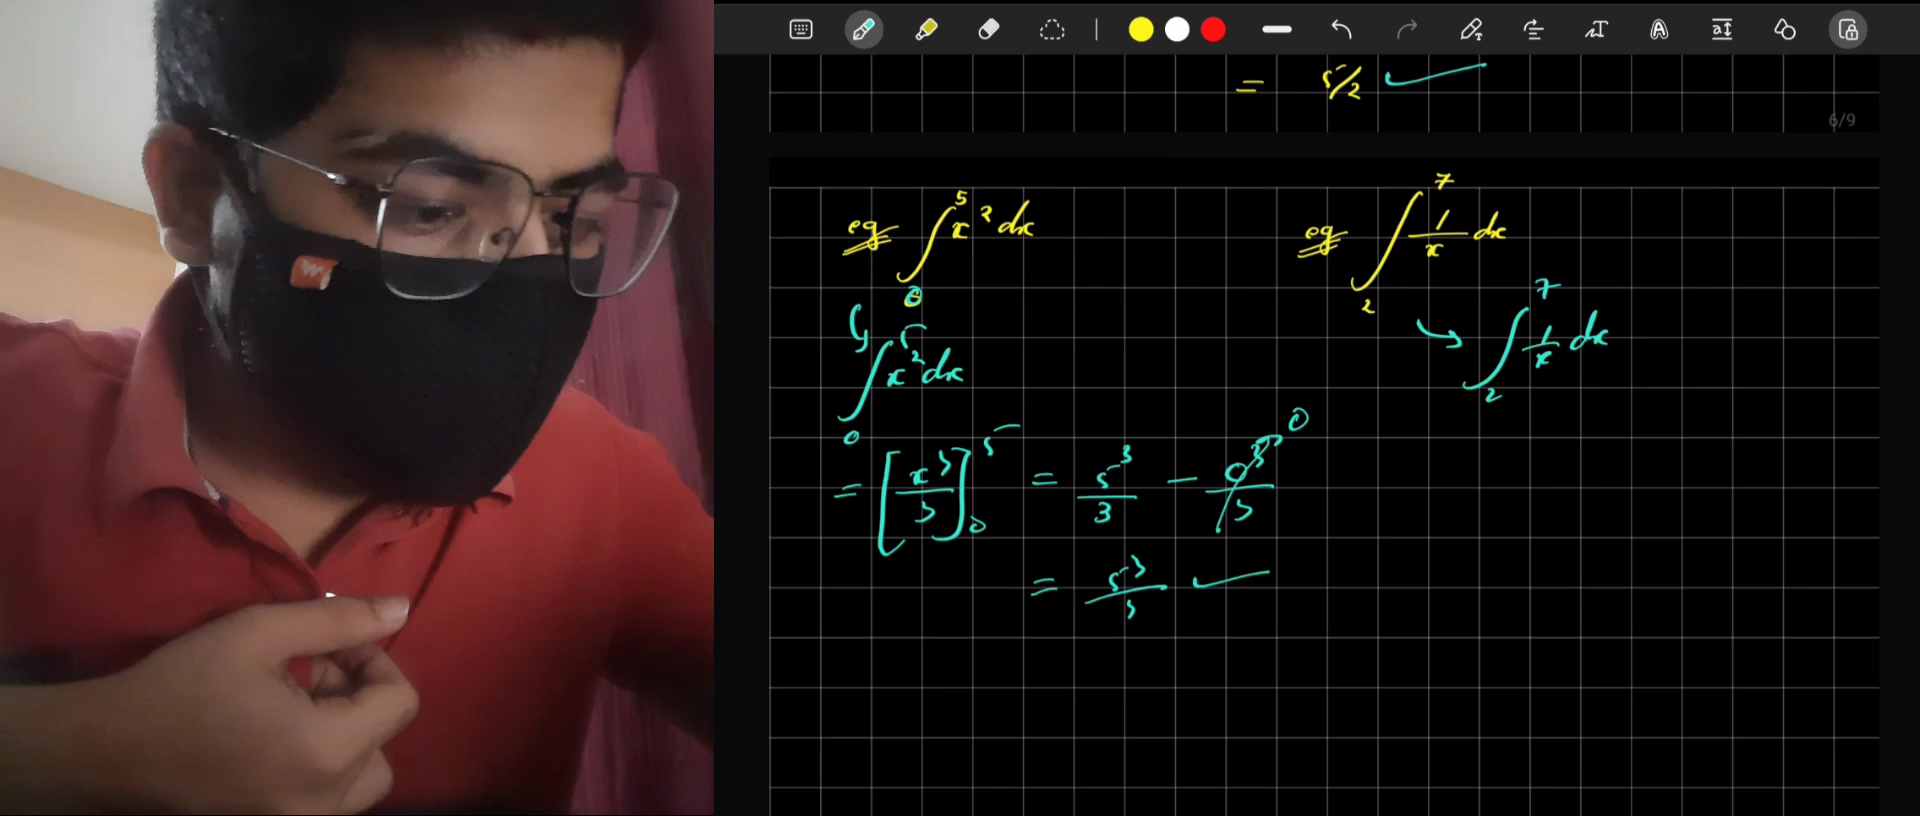 = 5/2 ✓
6/9
eg ∫₀⁵ x² dx
eg ∫₂⁷ 1/x dx
↳ ∫₀⁵ x² dx
→ ∫₂⁷ 1/x dx
= [x³/3]₀⁵ = 5³/3 − 0³/3 → 0
= 5³/3 ✓
W